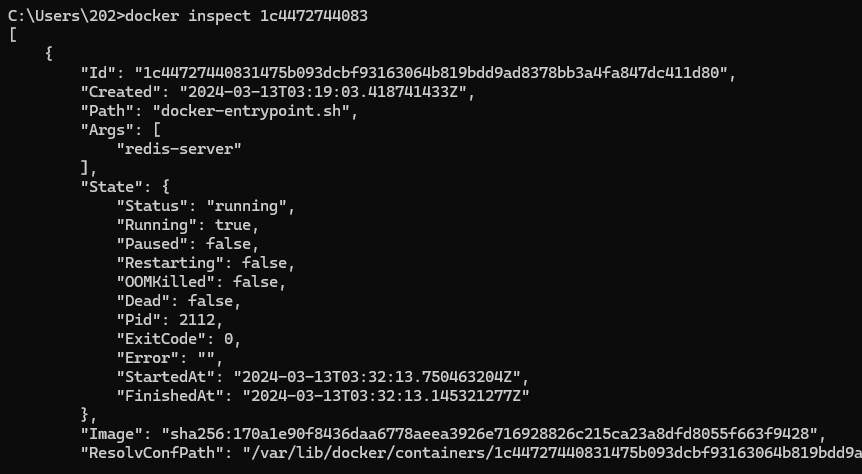 C:\Users\202>docker inspect 1c4472744083
[
    {
        "Id": "1c44727440831475b093dcbf93163064b819bdd9ad8378bb3a4fa847dc411d80",
        "Created": "2024-03-13T03:19:03.418741433Z",
        "Path": "docker-entrypoint.sh",
        "Args": [
            "redis-server"
        ],
        "State": {
            "Status": "running",
            "Running": true,
            "Paused": false,
            "Restarting": false,
            "OOMKilled": false,
            "Dead": false,
            "Pid": 2112,
            "ExitCode": 0,
            "Error": "",
            "StartedAt": "2024-03-13T03:32:13.750463204Z",
            "FinishedAt": "2024-03-13T03:32:13.145321277Z"
        },
        "Image": "sha256:170a1e90f8436daa6778aeea3926e716928826c215ca23a8dfd8055f663f9428",
        "ResolvConfPath": "/var/lib/docker/containers/1c44727440831475b093dcbf93163064b819bdd9a